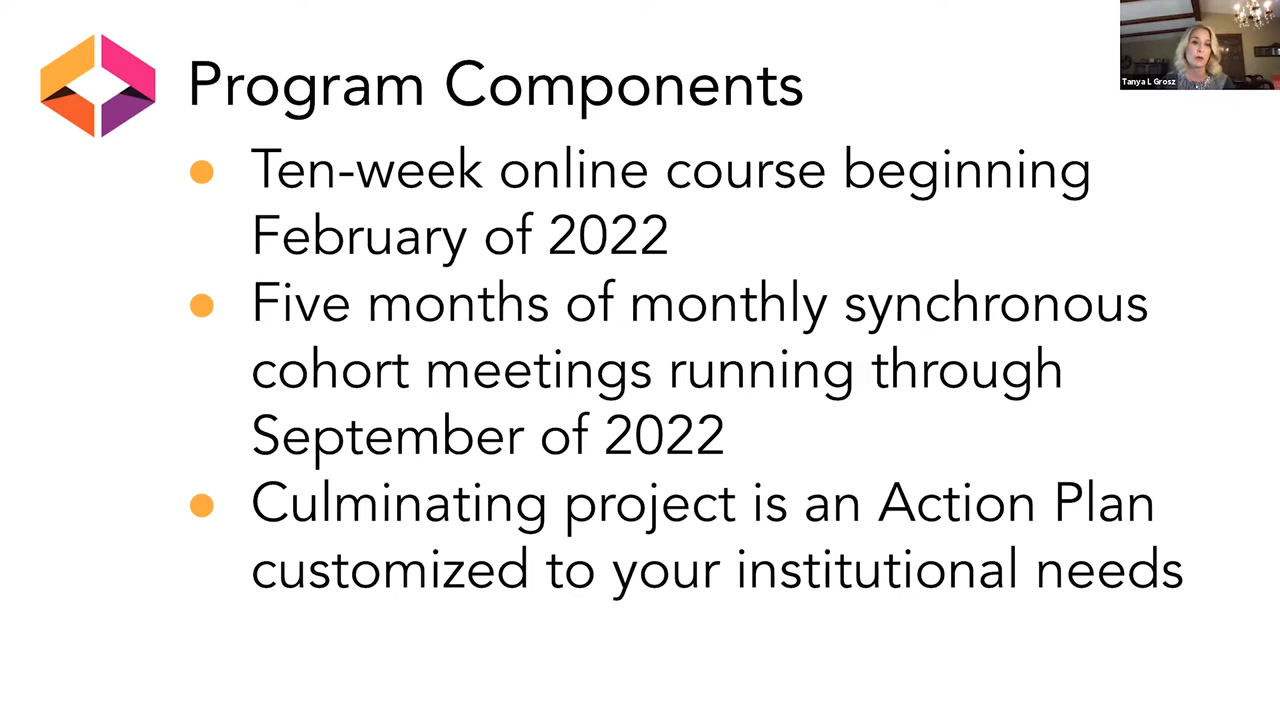 Program Components
Ten-week online course beginning
February of 2022
Five months of monthly synchronous
cohort meetings running through
September of 2022
Culminating project is an Action Plan
customized to your institutional needs
Tanya L Grosz